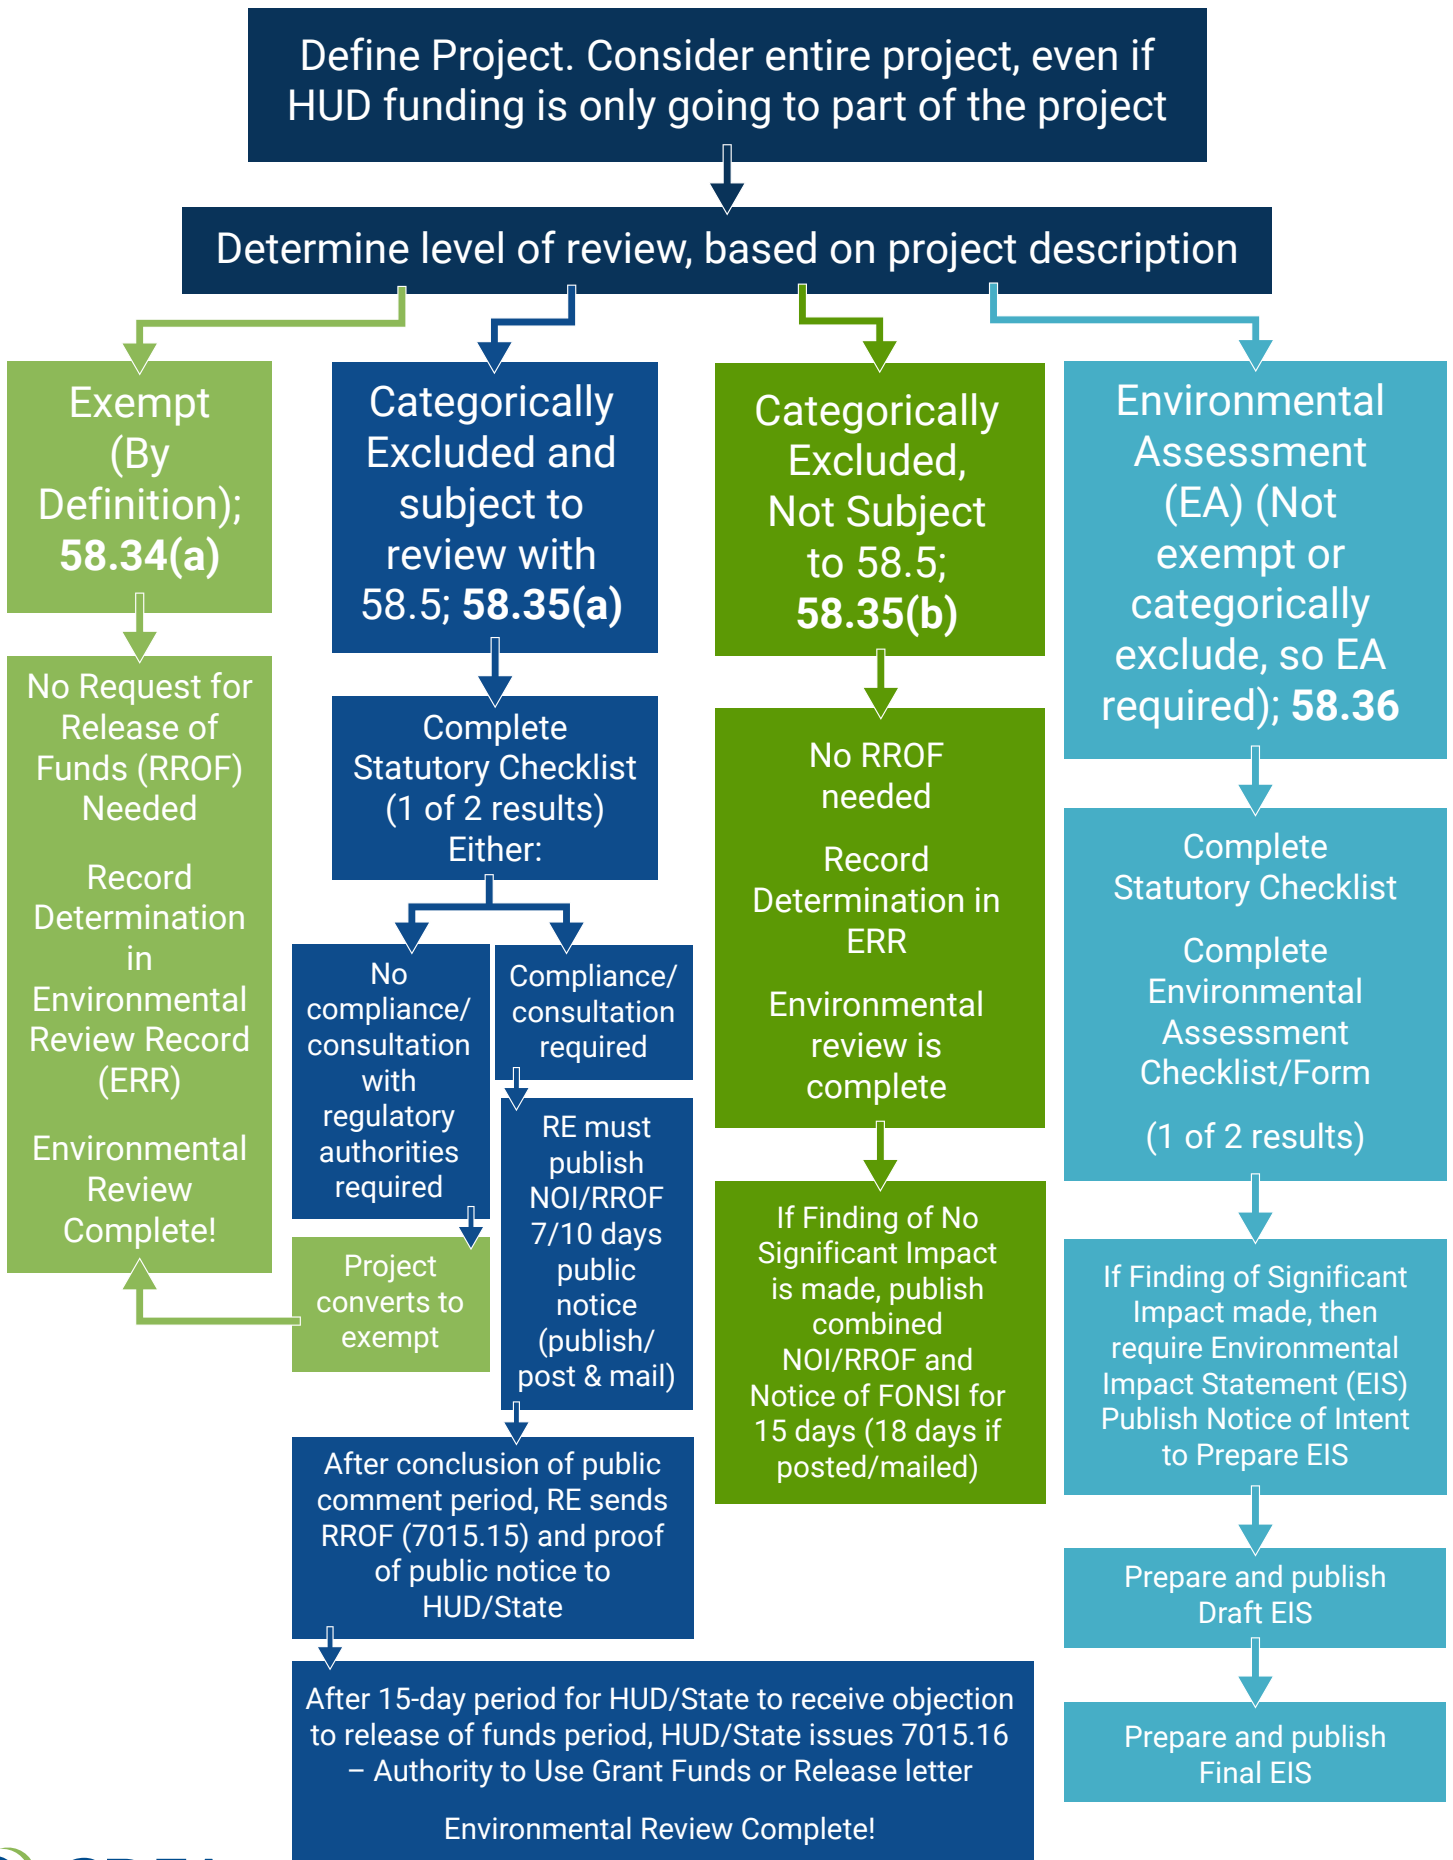 Define Project. Consider entire project, even if
HUD funding is only going to part of the project
Determine level of review, based on project description
Exempt
(By
Definition);
58.34(a)
No Request for
Release of
Funds (RROF)
Needed
Record
Determination
in
Environmental
Review Record
(ERR)
Environmental
Review
Complete!
Categorically
Excluded and
subject to
review with
58.5; 58.35(a)
Complete
Statutory Checklist
(1 of 2 results)
Either:
No
compliance/
consultation
with
regulatory
authorities
required
Project
converts to
exempt
Compliance/
consultation
required
RE must
publish
NOI/RROF
7/10 days
public
notice
(publish/
post & mail)
After conclusion of public
comment period, RE sends
RROF (7015.15) and proof
of public notice to
HUD/State
After 15-day period for HUD/State to receive objection
to release of funds period, HUD/State issues 7015.16
– Authority to Use Grant Funds or Release letter
Environmental Review Complete!
Categorically
Excluded,
Not Subject
to 58.5;
58.35(b)
No RROF
needed
Record
Determination in
ERR
Environmental
review is
complete
If Finding of No
Significant Impact
is made, publish
combined
NOI/RROF and
Notice of FONSI for
15 days (18 days if
posted/mailed)
Environmental
Assessment
(EA) (Not
exempt or
categorically
exclude, so EA
required); 58.36
Complete
Statutory Checklist
Complete
Environmental
Assessment
Checklist/Form
(1 of 2 results)
If Finding of Significant
Impact made, then
require Environmental
Impact Statement (EIS)
Publish Notice of Intent
to Prepare EIS
Prepare and publish
Draft EIS
Prepare and publish
Final EIS